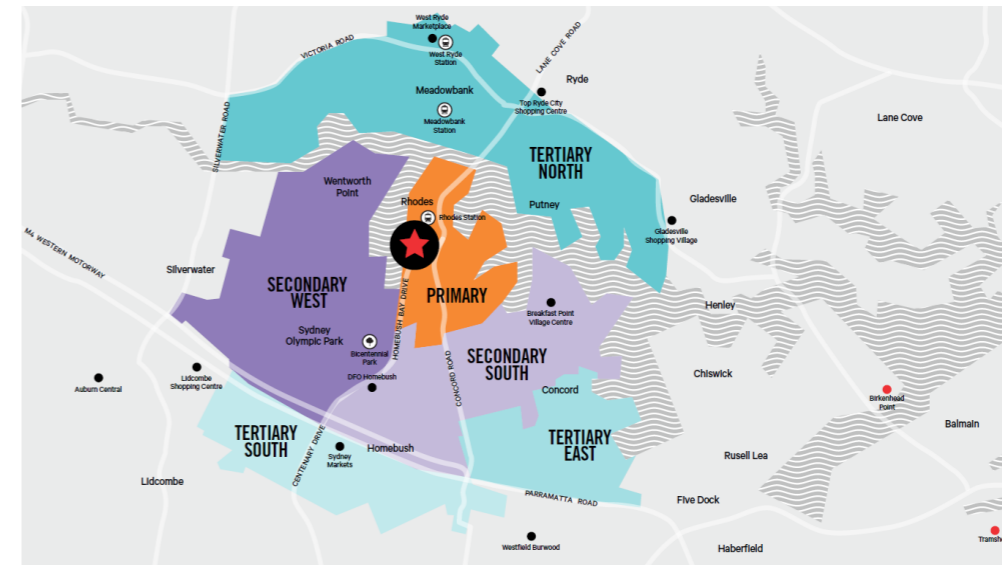 West Ryde
Marketplace
West Ryde
Station
VICTORIA ROAD
LANE COVE ROAD
Ryde
Meadowbank
Top Ryde City
Shopping Centre
Meadowbank
Station
SILVERWATER ROAD
Lane Cove
TERTIARY
NORTH
Wentworth
Point
Rhodes
Rhodes Station
Putney
Gladesville
Gladesville
Shopping Village
M4 WESTERN MOTORWAY
Silverwater
SECONDARY
WEST
PRIMARY
HOMEBUSH BAY DRIVE
Henley
Breakfast Point
Village Centre
Sydney
Olympic Park
Bicentennial
Park
SECONDARY
SOUTH
CONCORD ROAD
Chiswick
Auburn Central
Lidcombe
Shopping Centre
DFO Homebush
Concord
Birkenhead
Point
Balmain
TERTIARY
SOUTH
CENTENARY DRIVE
Sydney
Markets
Homebush
TERTIARY
EAST
Russell Lea
Lidcombe
PARRAMATTA ROAD
Five Dock
Westfield Burwood
Haberfield